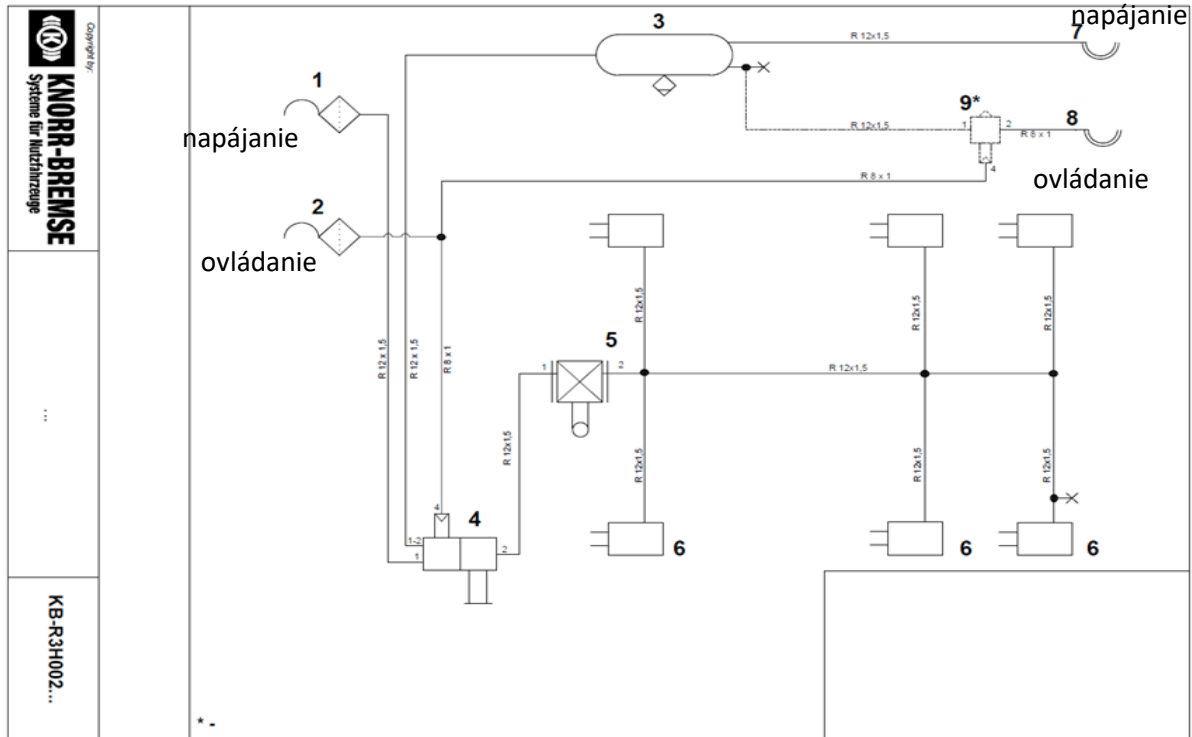 Copyright by:
KNORR-BREMSE
Systeme für Nutzfahrzeuge
...
KB-R3H002...
napájanie
3
R 12x1,5
7
1
napájanie
9*
1
2
R 12x1,5
R 8 x 1
8
4
ovládanie
R 8 x 1
2
ovládanie
R 12 x 1,5
R 12 x 1,5
R 8 x 1
R 12x1,5
R 12x1,5
R 12x1,5
5
1
2
R 12x1,5
R 12x1,5
R 12x1,5
R 12x1,5
R 12x1,5
4
4
1-2
1
2
6
6
6
* -